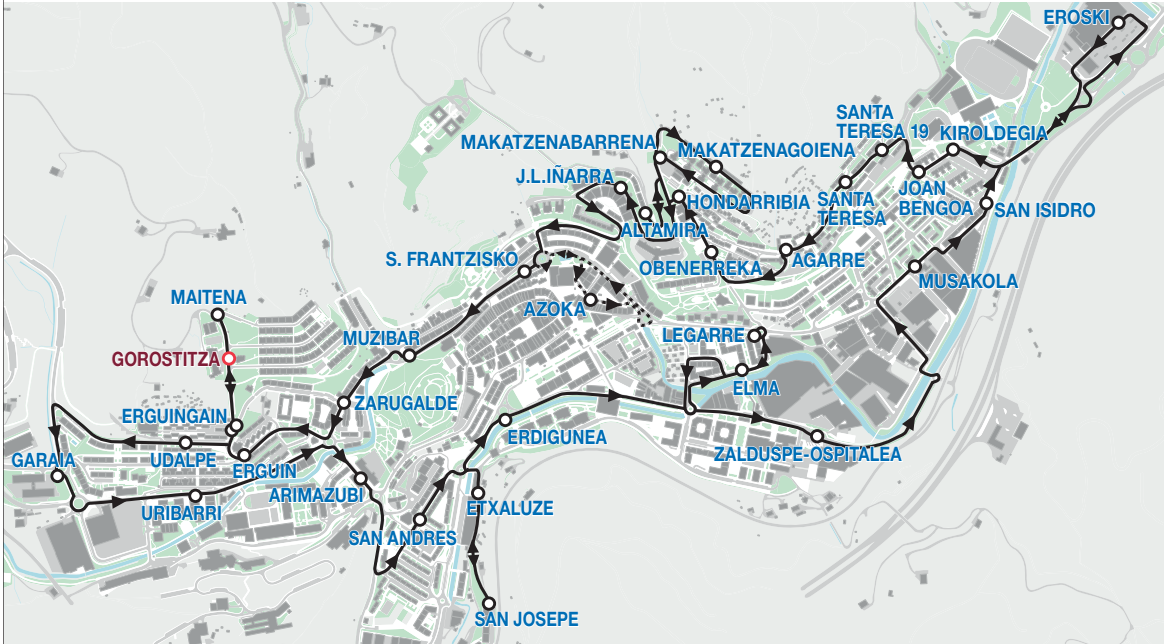 EROSKI
SANTA
TERESA 19
KIROLDEGIA
MAKATZENABARRENA
MAKATZENAGOIENA
J.L.IÑARRA
HONDARRIBIA
SANTA
TERESA
JOAN
BENGOA
SAN ISIDRO
ALTAMIRA
S. FRANTZISKO
OBENERREKA
AGARRE
MUSAKOLA
MAITENA
AZOKA
MUZIBAR
LEGARRE
GOROSTITZA
ELMA
ERGUINGAIN
ZARUGALDE
ERDIGUNEA
GARAIA
UDALPE
ERGUIN
ZALDUSPE-OSPITALEA
ARIMAZUBI
URIBARRI
ETXALUZE
SAN ANDRES
SAN JOSEPE